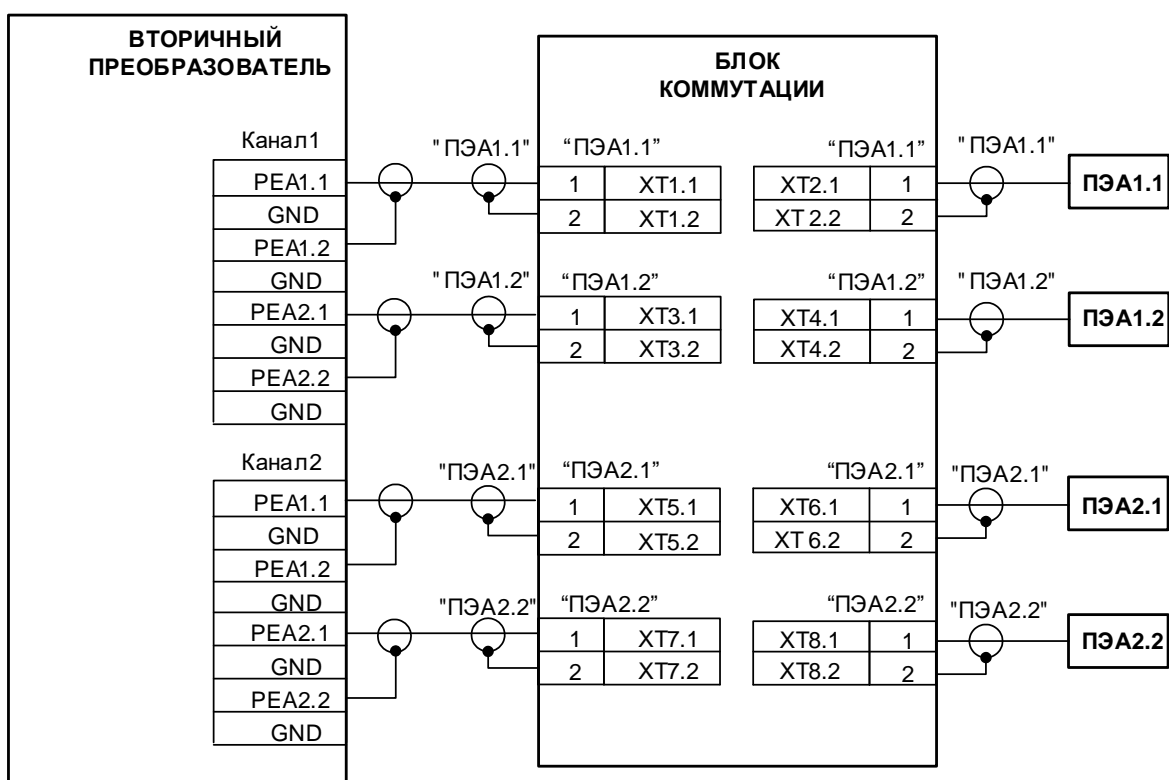 ВТОРИЧНЫЙ
ПРЕОБРАЗОВАТЕЛЬ
БЛОК
КОММУТАЦИИ
Канал1
"ПЭА1.1"
“ПЭА1.1”
“ПЭА1.1”
"ПЭА1.1"
PEA1.1
GND
PEA1.2
GND
PEA2.1
GND
PEA2.2
GND
1 XT1.1
2 XT1.2
XT2.1 1
XT 2.2 2
ПЭА1.1
"ПЭА1.2"
“ПЭА1.2”
“ПЭА1.2”
"ПЭА1.2"
1 XT3.1
2 XT3.2
XT4.1 1
XT4.2 2
ПЭА1.2
Канал2
"ПЭА2.1"
“ПЭА2.1”
“ПЭА2.1”
"ПЭА2.1"
PEA1.1
GND
PEA1.2
GND
PEA2.1
GND
PEA2.2
GND
1 XT5.1
2 XT5.2
XT6.1 1
XT 6.2 2
ПЭА2.1
"ПЭА2.2"
“ПЭА2.2”
“ПЭА2.2”
"ПЭА2.2"
1 XT7.1
2 XT7.2
XT8.1 1
XT8.2 2
ПЭА2.2